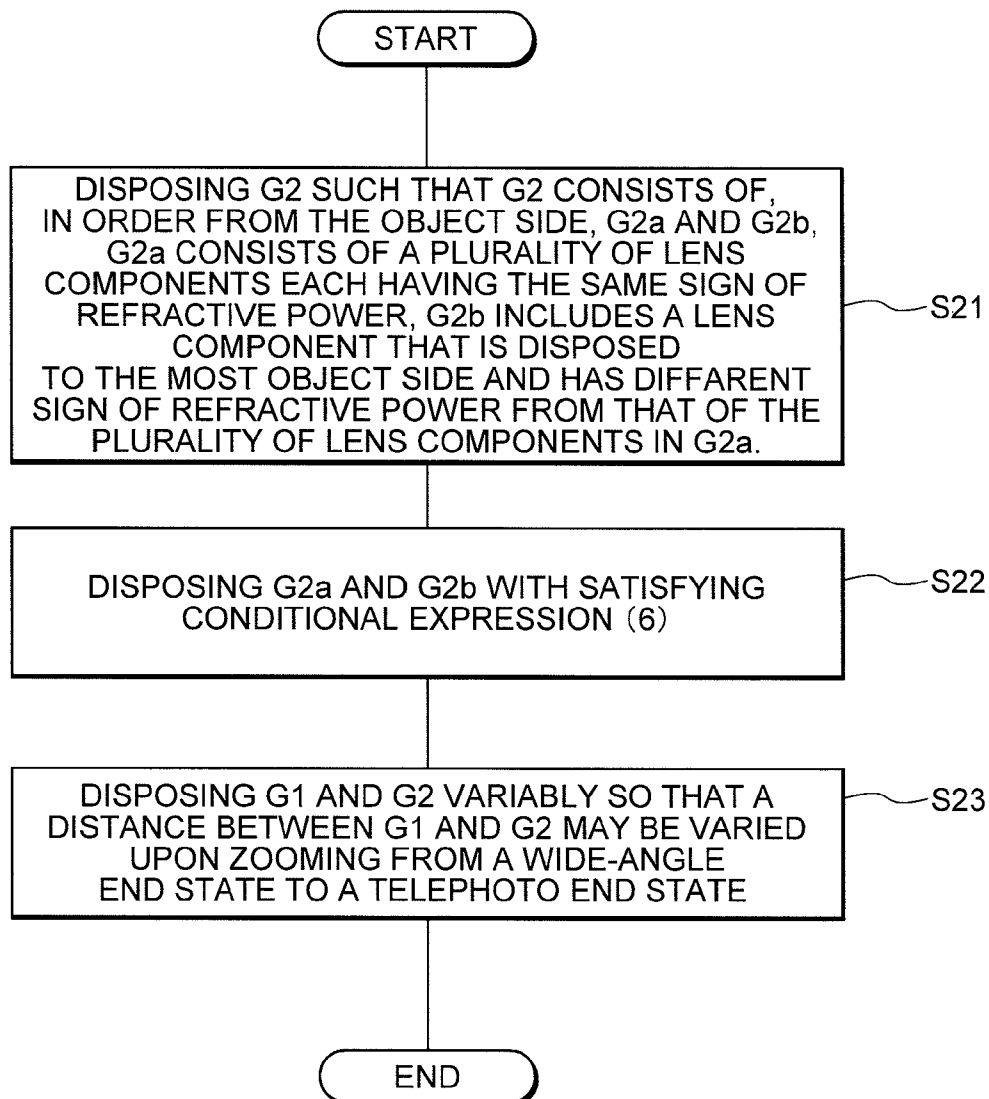 START
DISPOSING G2 SUCH THAT G2 CONSISTS OF,
IN ORDER FROM THE OBJECT SIDE, G2a AND G2b,
G2a CONSISTS OF A PLURALITY OF LENS
COMPONENTS EACH HAVING THE SAME SIGN OF
REFRACTIVE POWER, G2b INCLUDES A LENS
COMPONENT THAT IS DISPOSED
TO THE MOST OBJECT SIDE AND HAS DIFFARENT
SIGN OF REFRACTIVE POWER FROM THAT OF THE
PLURALITY OF LENS COMPONENTS IN G2a.
S21
DISPOSING G2a AND G2b WITH SATISFYING
CONDITIONAL EXPRESSION (6)
S22
DISPOSING G1 AND G2 VARIABLY SO THAT A
DISTANCE BETWEEN G1 AND G2 MAY BE VARIED
UPON ZOOMING FROM A WIDE-ANGLE
END STATE TO A TELEPHOTO END STATE
S23
END